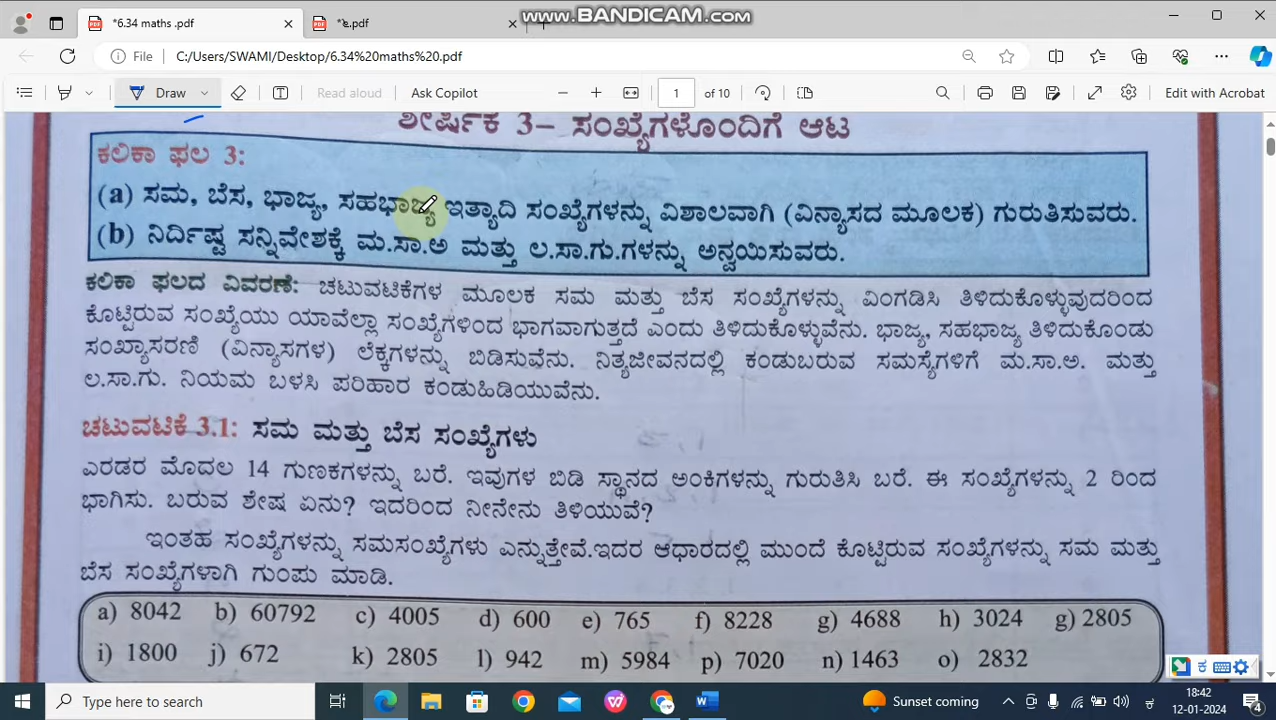 www.BANDICAM.com
*6.34 maths .pdf
File C:/Users/SWAMI/Desktop/6.34%20maths%20.pdf
Draw Read aloud Ask Copilot 1 of 10 Edit with Acrobat
ಶೀರ್ಷಿಕೆ 3– ಸಂಖ್ಯೆಗಳೊಂದಿಗೆ ಆಟ
ಕಲಿಕಾ ಫಲ 3:
(a) ಸಮ, ಬೆಸ, ಭಾಜ್ಯ, ಸಹಭಾಜ್ಯ ಇತ್ಯಾದಿ ಸಂಖ್ಯೆಗಳನ್ನು ವಿಶಾಲವಾಗಿ (ವಿನ್ಯಾಸದ ಮೂಲಕ) ಗುರುತಿಸುವರು.
(b) ನಿರ್ದಿಷ್ಟ ಸನ್ನಿವೇಶಕ್ಕೆ ಮ.ಸಾ.ಅ ಮತ್ತು ಲ.ಸಾ.ಗು.ಗಳನ್ನು ಅನ್ವಯಿಸುವರು.
ಕಲಿಕಾ ಫಲದ ವಿವರಣೆ: ಚಟುವಟಿಕೆಗಳ ಮೂಲಕ ಸಮ ಮತ್ತು ಬೆಸ ಸಂಖ್ಯೆಗಳನ್ನು ವಿಂಗಡಿಸಿ ತಿಳಿದುಕೊಳ್ಳುವುದರಿಂದ
ಕೊಟ್ಟಿರುವ ಸಂಖ್ಯೆಯು ಯಾವೆಲ್ಲಾ ಸಂಖ್ಯೆಗಳಿಂದ ಭಾಗವಾಗುತ್ತದೆ ಎಂದು ತಿಳಿದುಕೊಳ್ಳುವೆನು. ಭಾಜ್ಯ, ಸಹಭಾಜ್ಯ ತಿಳಿದುಕೊಂಡು
ಸಂಖ್ಯಾಸರಣಿ (ವಿನ್ಯಾಸಗಳ) ಲೆಕ್ಕಗಳನ್ನು ಬಿಡಿಸುವೆನು. ನಿತ್ಯಜೀವನದಲ್ಲಿ ಕಂಡುಬರುವ ಸಮಸ್ಯೆಗಳಿಗೆ ಮ.ಸಾ.ಅ. ಮತ್ತು
ಲ.ಸಾ.ಗು. ನಿಯಮ ಬಳಸಿ ಪರಿಹಾರ ಕಂಡುಹಿಡಿಯುವೆನು.
ಚಟುವಟಿಕೆ 3.1: ಸಮ ಮತ್ತು ಬೆಸ ಸಂಖ್ಯೆಗಳು
ಎರಡರ ಮೊದಲ 14 ಗುಣಕಗಳನ್ನು ಬರೆ. ಇವುಗಳ ಬಿಡಿ ಸ್ಥಾನದ ಅಂಕಿಗಳನ್ನು ಗುರುತಿಸಿ ಬರೆ. ಈ ಸಂಖ್ಯೆಗಳನ್ನು 2 ರಿಂದ
ಭಾಗಿಸು. ಬರುವ ಶೇಷ ಏನು? ಇದರಿಂದ ನೀನೇನು ತಿಳಿಯುವೆ?
ಇಂತಹ ಸಂಖ್ಯೆಗಳನ್ನು ಸಮಸಂಖ್ಯೆಗಳು ಎನ್ನುತ್ತೇವೆ.ಇದರ ಆಧಾರದಲ್ಲಿ ಮುಂದೆ ಕೊಟ್ಟಿರುವ ಸಂಖ್ಯೆಗಳನ್ನು ಸಮ ಮತ್ತು
ಬೆಸ ಸಂಖ್ಯೆಗಳಾಗಿ ಗುಂಪು ಮಾಡಿ.
a) 8042 b) 60792 c) 4005 d) 600 e) 765 f) 8228 g) 4688 h) 3024 g) 2805
i) 1800 j) 672 k) 2805 l) 942 m) 5984 p) 7020 n) 1463 o) 2832
Type here to search Sunset coming 18:42
12-01-2024